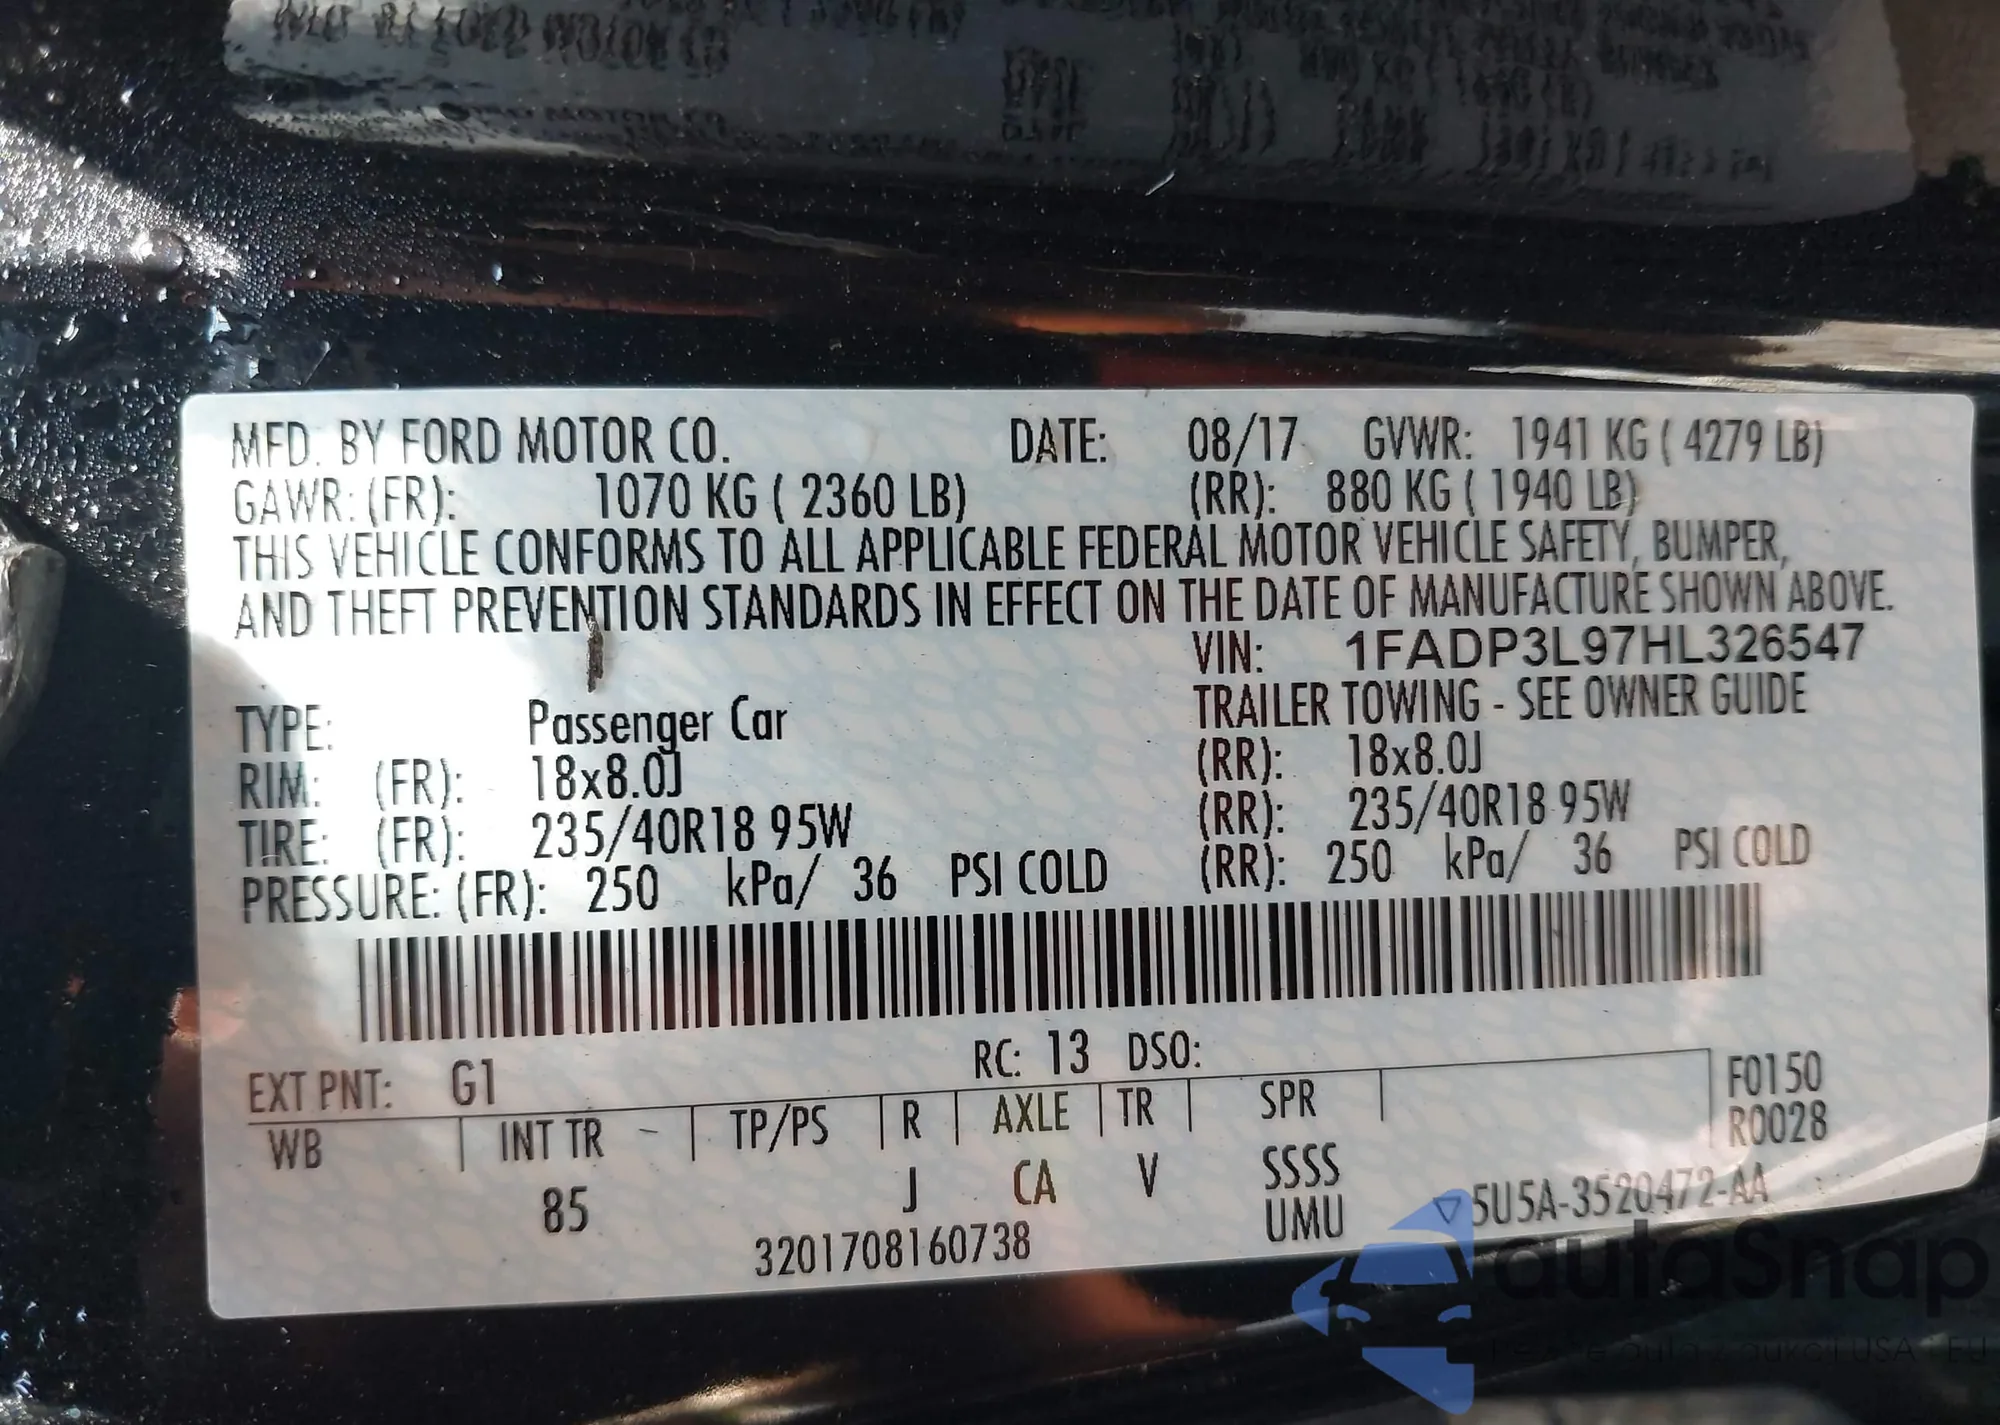 MFD. BY FORD MOTOR CO. DATE: 08/17 GVWR: 1941 KG ( 4279 LB)
GAWR: (FR): 1070 KG ( 2360 LB) (RR): 880 KG ( 1940 LB)
THIS VEHICLE CONFORMS TO ALL APPLICABLE FEDERAL MOTOR VEHICLE SAFETY, BUMPER,
AND THEFT PREVENTION STANDARDS IN EFFECT ON THE DATE OF MANUFACTURE SHOWN ABOVE.
VIN: 1FADP3L97HL326547
TYPE: Passenger Car TRAILER TOWING - SEE OWNER GUIDE
RIM: (FR): 18x8.0J (RR): 18x8.0J
TIRE: (FR): 235/40R18 95W (RR): 235/40R18 95W
PRESSURE: (FR): 250 kPa/ 36 PSI COLD (RR): 250 kPa/ 36 PSI COLD
RC: 13 DSO:
EXT PNT: G1 F0150
WB INT TR TP/PS R AXLE TR SPR R0028
85 J CA V SSSS
UMU 5U5A-3520472-AA
3201708160738
autoSnap